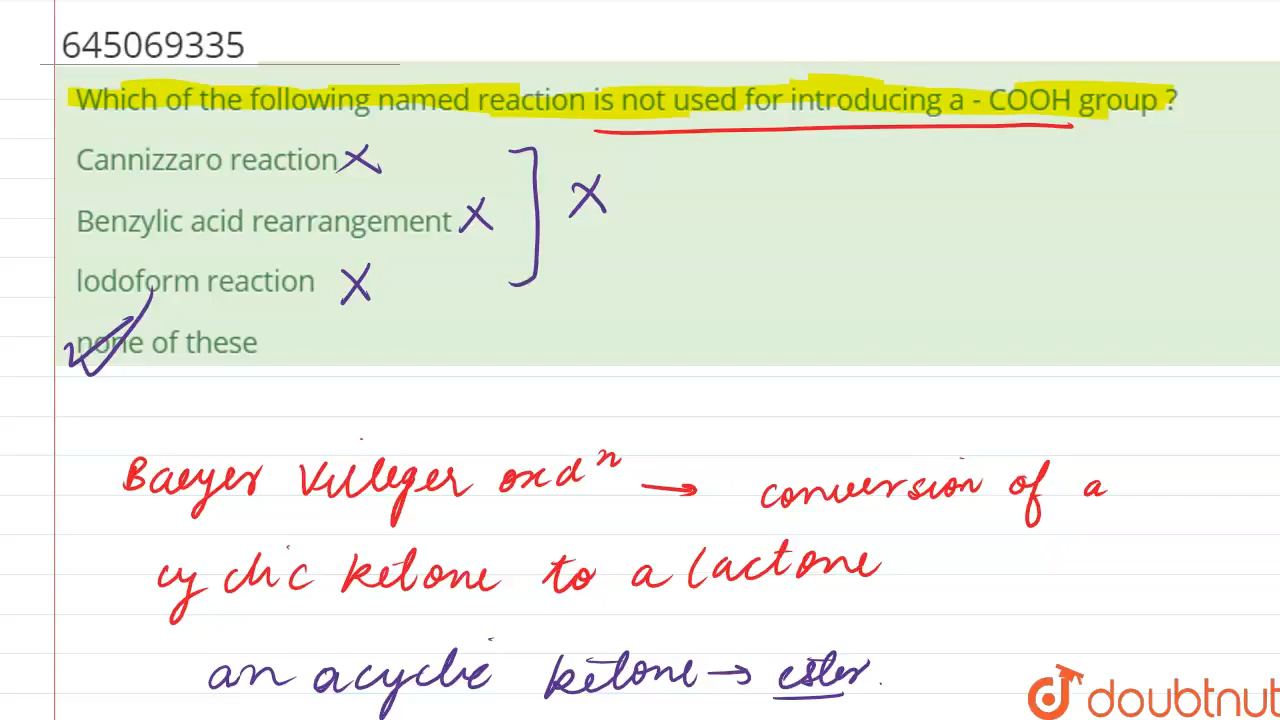 645069335
Which of the following named reaction is not used for introducing a - COOH group ?
Cannizzaro reaction
Benzylic acid rearrangement
Iodoform reaction
none of these
Baeyer Villeger oxdⁿ → conversion of a
cyclic ketone to a lactone
an acyclic ketone → ester.
doubtnut